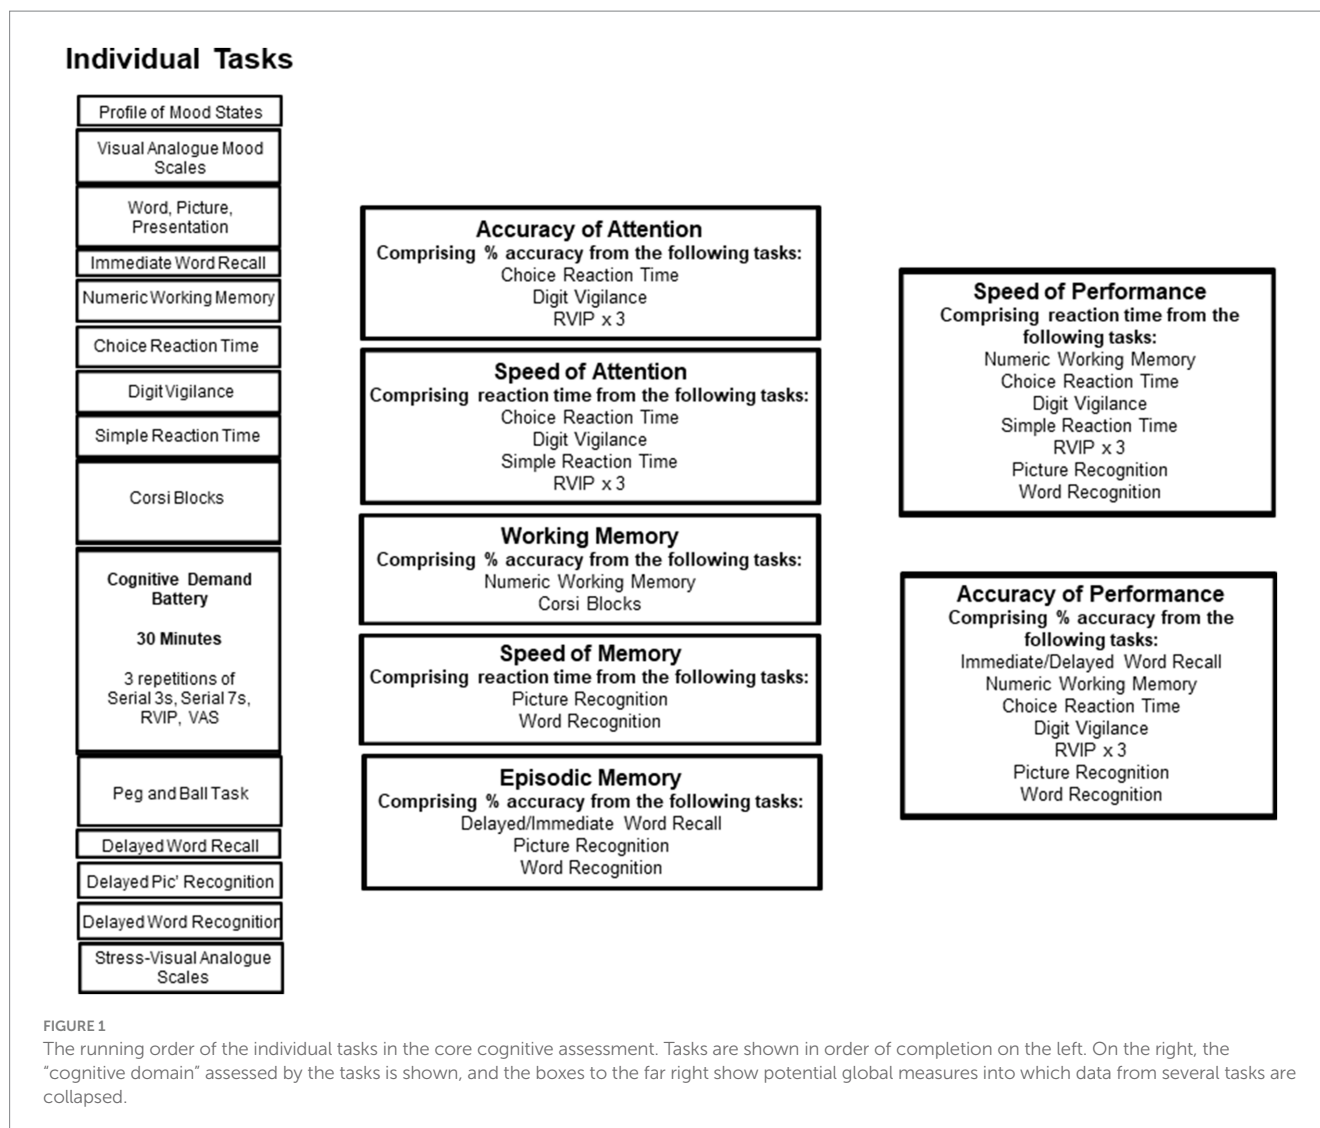 Individual Tasks
Profile of Mood States
Visual Analogue Mood
Scales
Word, Picture,
Presentation
Immediate Word Recall
Numeric Working Memory
Choice Reaction Time
Digit Vigilance
Simple Reaction Time
Corsi Blocks
Cognitive Demand
Battery
30 Minutes
3 repetitions of
Serial 3s, Serial 7s,
RVIP, VAS
Peg and Ball Task
Delayed Word Recall
Delayed Pic' Recognition
Delayed Word Recognition
Stress-Visual Analogue
Scales
Accuracy of Attention
Comprising % accuracy from the following tasks:
Choice Reaction Time
Digit Vigilance
RVIP x 3
Speed of Attention
Comprising reaction time from the following tasks:
Choice Reaction Time
Digit Vigilance
Simple Reaction Time
RVIP x 3
Working Memory
Comprising % accuracy from the following tasks:
Numeric Working Memory
Corsi Blocks
Speed of Memory
Comprising reaction time from the following tasks:
Picture Recognition
Word Recognition
Episodic Memory
Comprising % accuracy from the following tasks:
Delayed/Immediate Word Recall
Picture Recognition
Word Recognition
Speed of Performance
Comprising reaction time from the
following tasks:
Numeric Working Memory
Choice Reaction Time
Digit Vigilance
Simple Reaction Time
RVIP x 3
Picture Recognition
Word Recognition
Accuracy of Performance
Comprising % accuracy from the
following tasks:
Immediate/Delayed Word Recall
Numeric Working Memory
Choice Reaction Time
Digit Vigilance
RVIP x 3
Picture Recognition
Word Recognition
FIGURE 1
The running order of the individual tasks in the core cognitive assessment. Tasks are shown in order of completion on the left. On the right, the
“cognitive domain” assessed by the tasks is shown, and the boxes to the far right show potential global measures into which data from several tasks are
collapsed.